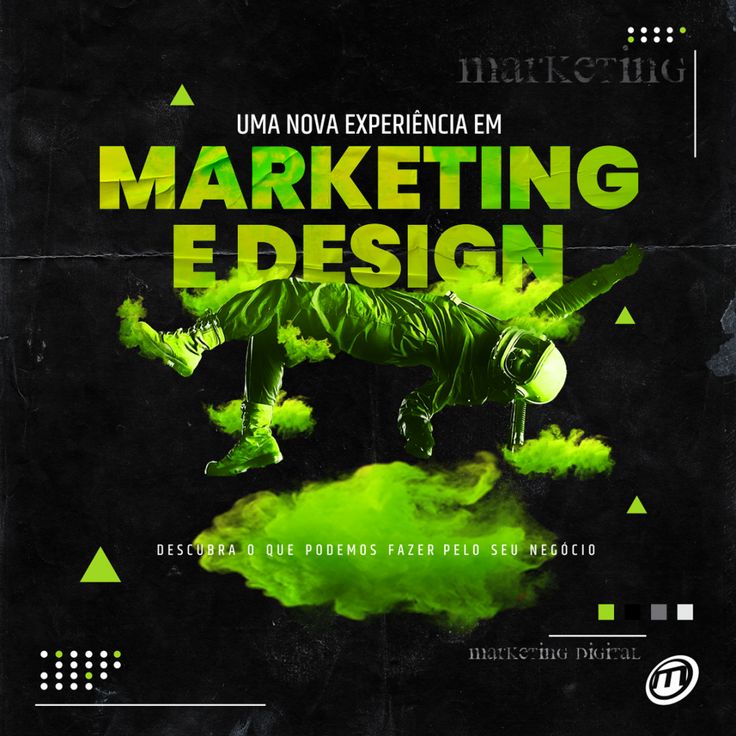 marketing
UMA NOVA EXPERIÊNCIA EM
MARKETING
E DESIGN
DESCUBRA O QUE PODEMOS FAZER PELO SEU NEGÓCIO
marketing digital
m